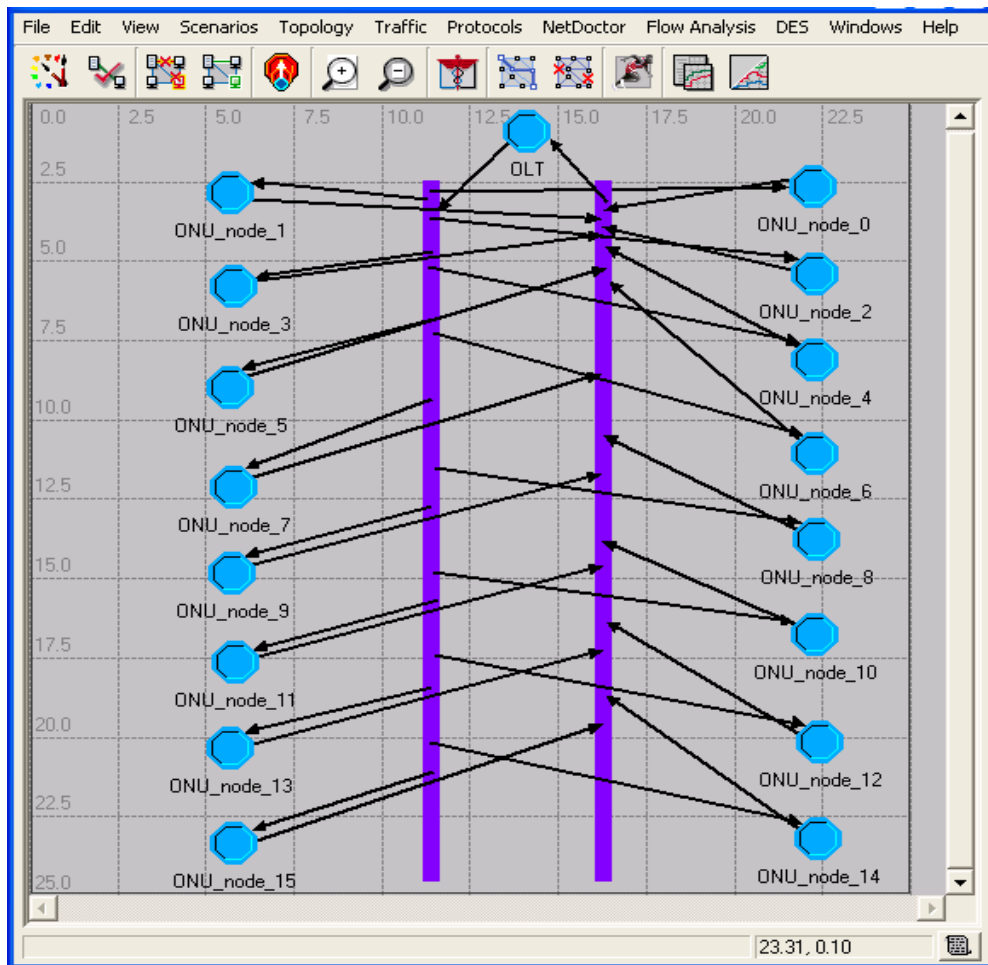 File Edit View Scenarios Topology Traffic Protocols NetDoctor Flow Analysis DES Windows Help
0.0 2.5 5.0 7.5 10.0 12.5 15.0 17.5 20.0 22.5
OLT
2.5
ONU_node_1 ONU_node_0
5.0
ONU_node_3 ONU_node_2
7.5
ONU_node_4
10.0
ONU_node_5
12.5
ONU_node_6
ONU_node_7
15.0
ONU_node_8
ONU_node_9
17.5
ONU_node_10
ONU_node_11
20.0
ONU_node_12
ONU_node_13
22.5
ONU_node_14
25.0
ONU_node_15
23.31, 0.10